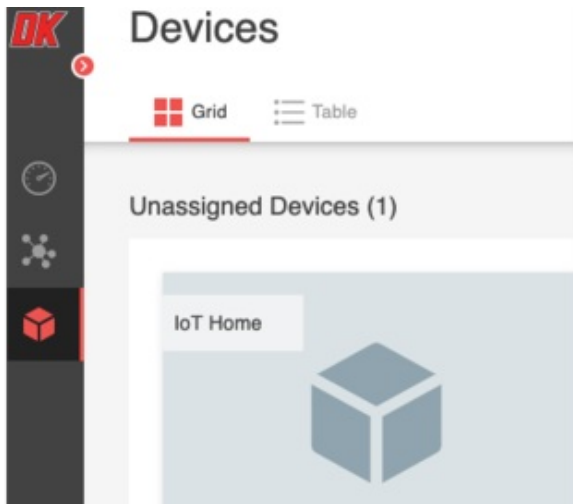 DK
Devices
Grid
Table
Unassigned Devices (1)
IoT Home